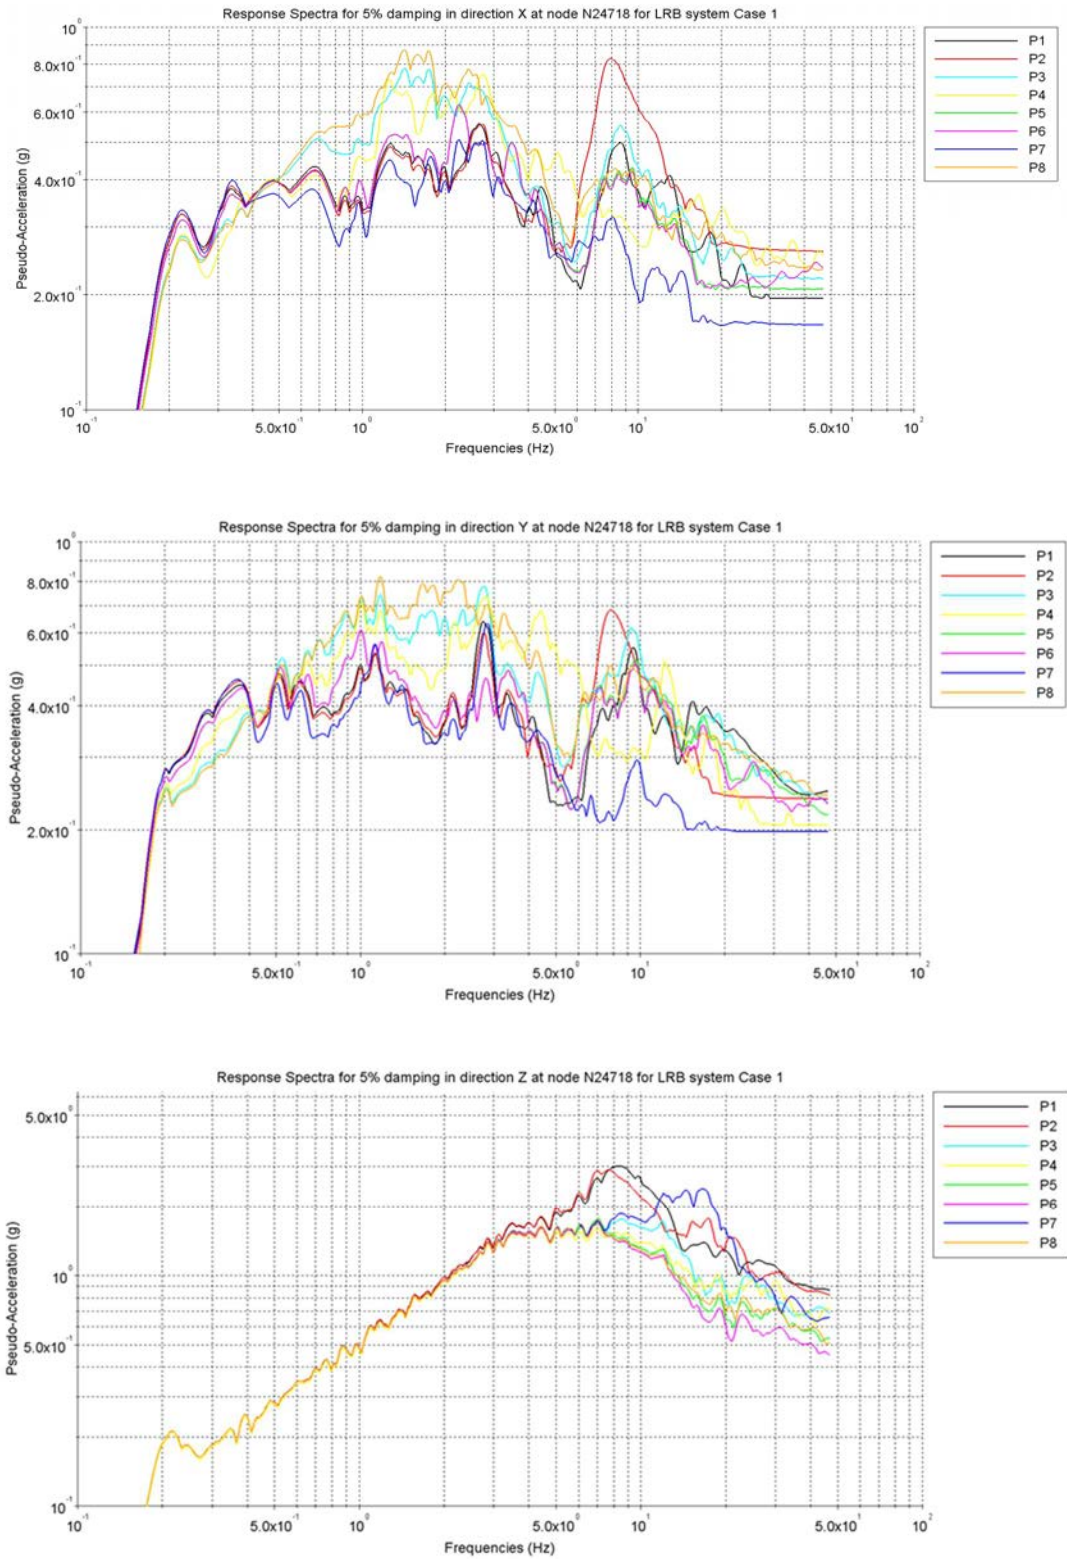 Response Spectra for 5% damping in direction X at node N24718 for LRB system Case 1
10⁰
8.0x10⁻¹
6.0x10⁻¹
4.0x10⁻¹
2.0x10⁻¹
10⁻¹
Pseudo-Acceleration (g)
10⁻¹ 5.0x10⁻¹ 10⁰ 5.0x10⁰ 10¹ 5.0x10¹ 10²
Frequencies (Hz)
P1
P2
P3
P4
P5
P6
P7
P8
Response Spectra for 5% damping in direction Y at node N24718 for LRB system Case 1
10⁰
8.0x10⁻¹
6.0x10⁻¹
4.0x10⁻¹
2.0x10⁻¹
10⁻¹
Pseudo-Acceleration (g)
10⁻¹ 5.0x10⁻¹ 10⁰ 5.0x10⁰ 10¹ 5.0x10¹ 10²
Frequencies (Hz)
P1
P2
P3
P4
P5
P6
P7
P8
Response Spectra for 5% damping in direction Z at node N24718 for LRB system Case 1
5.0x10⁰
10⁰
5.0x10⁻¹
10⁻¹
Pseudo-Acceleration (g)
10⁻¹ 5.0x10⁻¹ 10⁰ 5.0x10⁰ 10¹ 5.0x10¹ 10²
Frequencies (Hz)
P1
P2
P3
P4
P5
P6
P7
P8